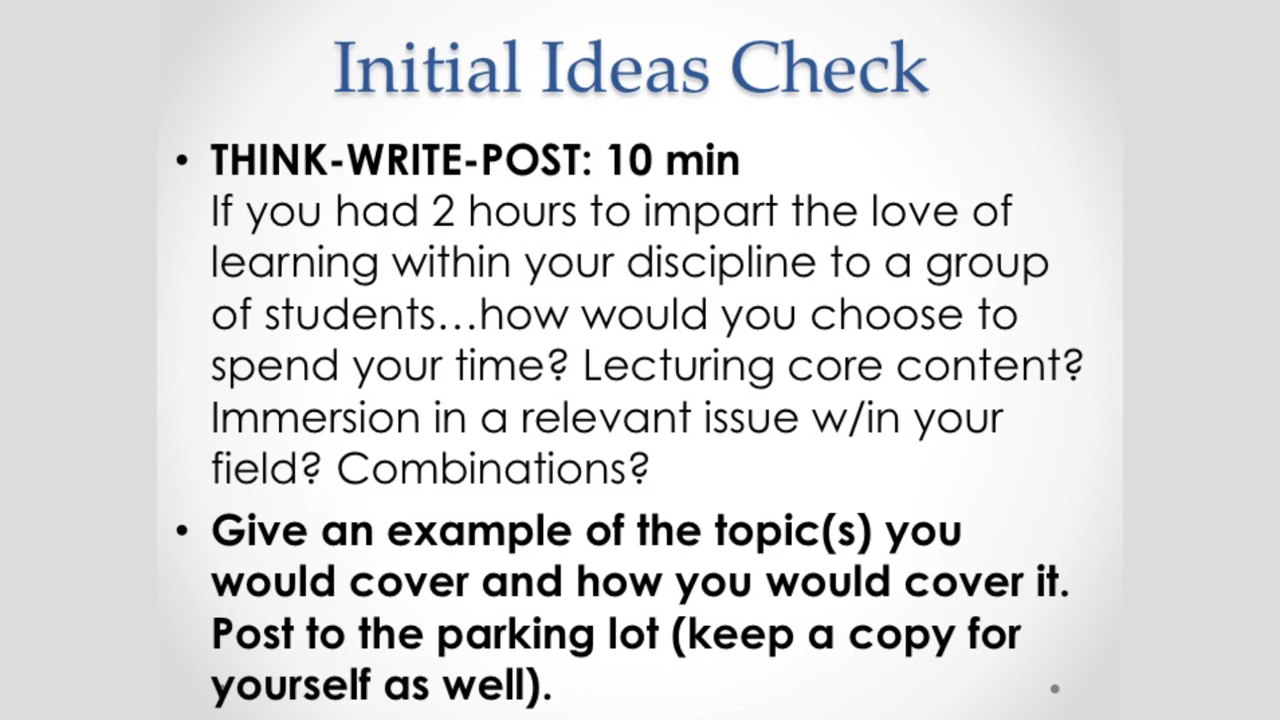 Initial Ideas Check
• THINK-WRITE-POST: 10 min
If you had 2 hours to impart the love of
learning within your discipline to a group
of students...how would you choose to
spend your time? Lecturing core content?
Immersion in a relevant issue w/in your
field? Combinations?
• Give an example of the topic(s) you
would cover and how you would cover it.
Post to the parking lot (keep a copy for
yourself as well).